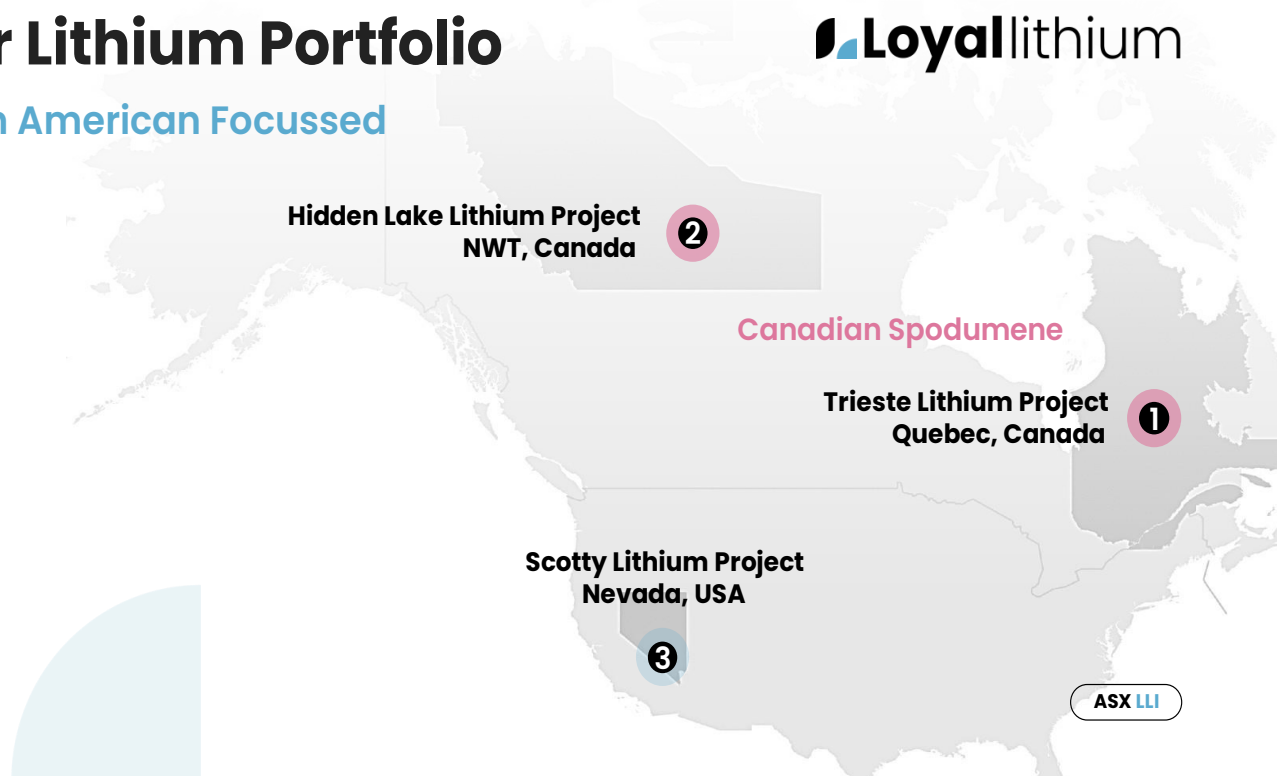 r Lithium Portfolio
Loyallithium
n American Focussed
Hidden Lake Lithium Project
NWT, Canada
2
Canadian Spodumene
Trieste Lithium Project
Quebec, Canada
1
Scotty Lithium Project
Nevada, USA
3
ASX LLI